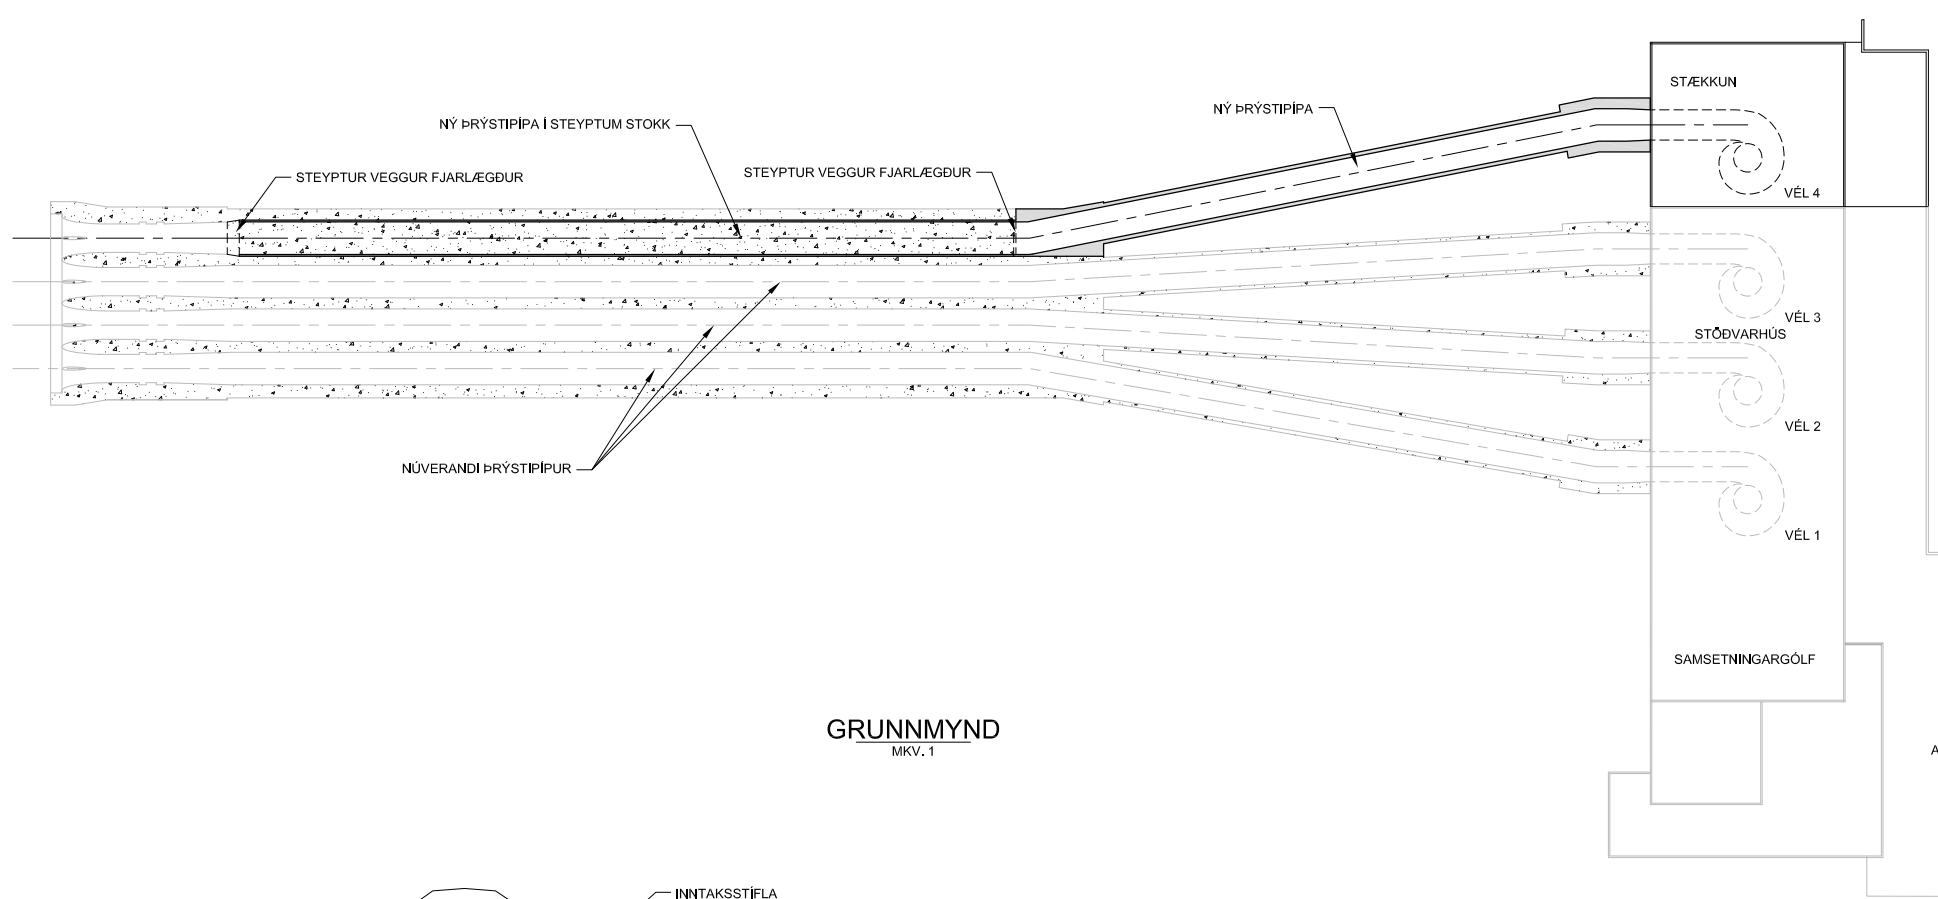 STÆKKUN
NÝ ÞRÝSTIPÍPA
NÝ ÞRÝSTIPÍPA Í STEYPTUM STOKK
STEYPTUR VEGGUR FJARLÆGÐUR
STEYPTUR VEGGUR FJARLÆGÐUR
VÉL 4
VÉL 3
STÖÐVARHÚS
VÉL 2
NÚVERANDI ÞRÝSTIPÍPUR
VÉL 1
SAMSETNINGARGÓLF
GRUNNMYND
MKV. 1
INNTAKSSTÍFLA